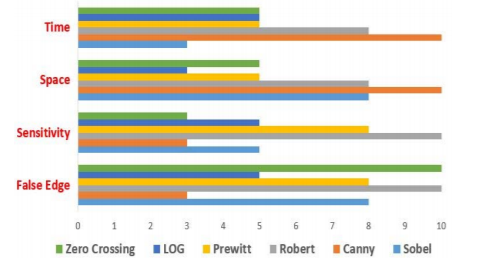 Time
Space
Sensitivity
False Edge
0 1 2 3 4 5 6 7 8 9 10
Zero Crossing LOG Prewitt Robert Canny Sobel